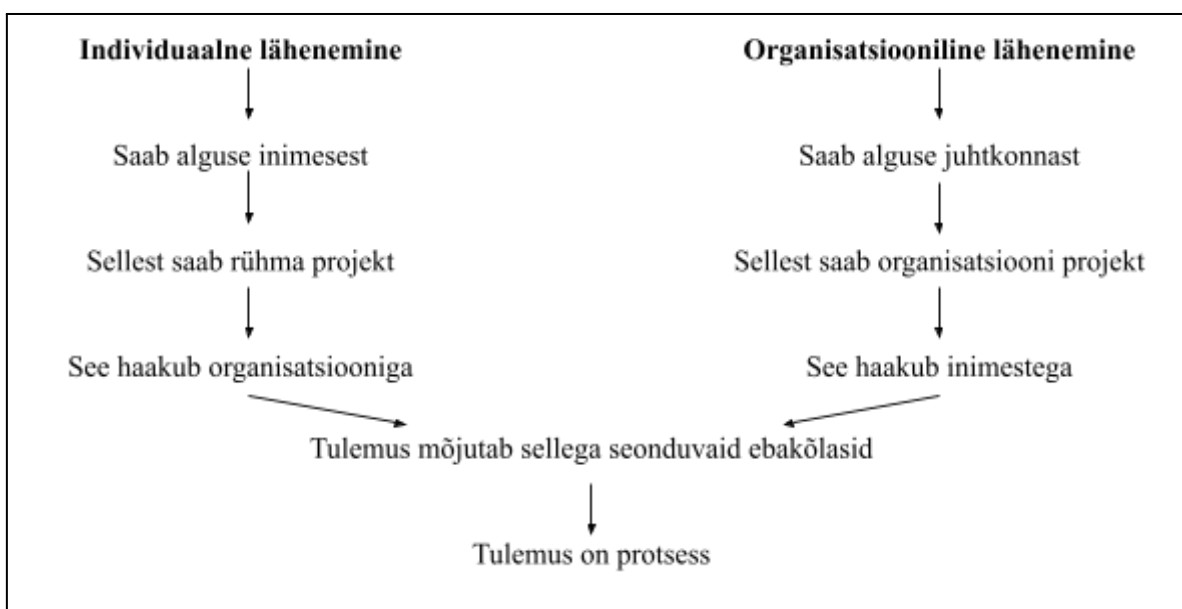 Individuaalne lähenemine
Saab alguse inimesest
Sellest saab rühma projekt
See haakub organisatsiooniga
Organisatsiooniline lähenemine
Saab alguse juhtkonnast
Sellest saab organisatsiooni projekt
See haakub inimestega
Tulemus mõjutab sellega seonduvaid ebakõlasid
Tulemus on protsess